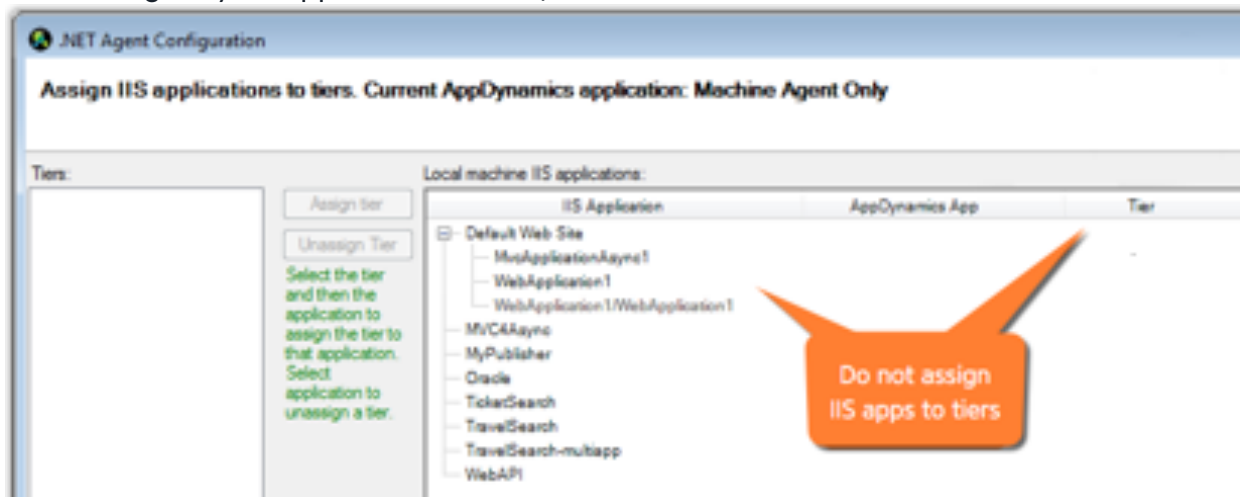 .NET Agent Configuration
Assign IIS applications to tiers. Current AppDynamics application: Machine Agent Only
Tiers:
Local machine IIS applications:
Assign tier
Unassign Tier
Select the tier
and then the
application to
assign the tier to
that application.
Select
application to
unassign a tier.
IIS Application AppDynamics App Tier
Default Web Site
MvcApplicationAsync1
WebApplication1
WebApplication1/WebApplication1
MVC4Async
MyPublisher
Oracle
TicketSearch
TravelSearch
TravelSearch-multiapp
WebAPI
Do not assign
IIS apps to tiers